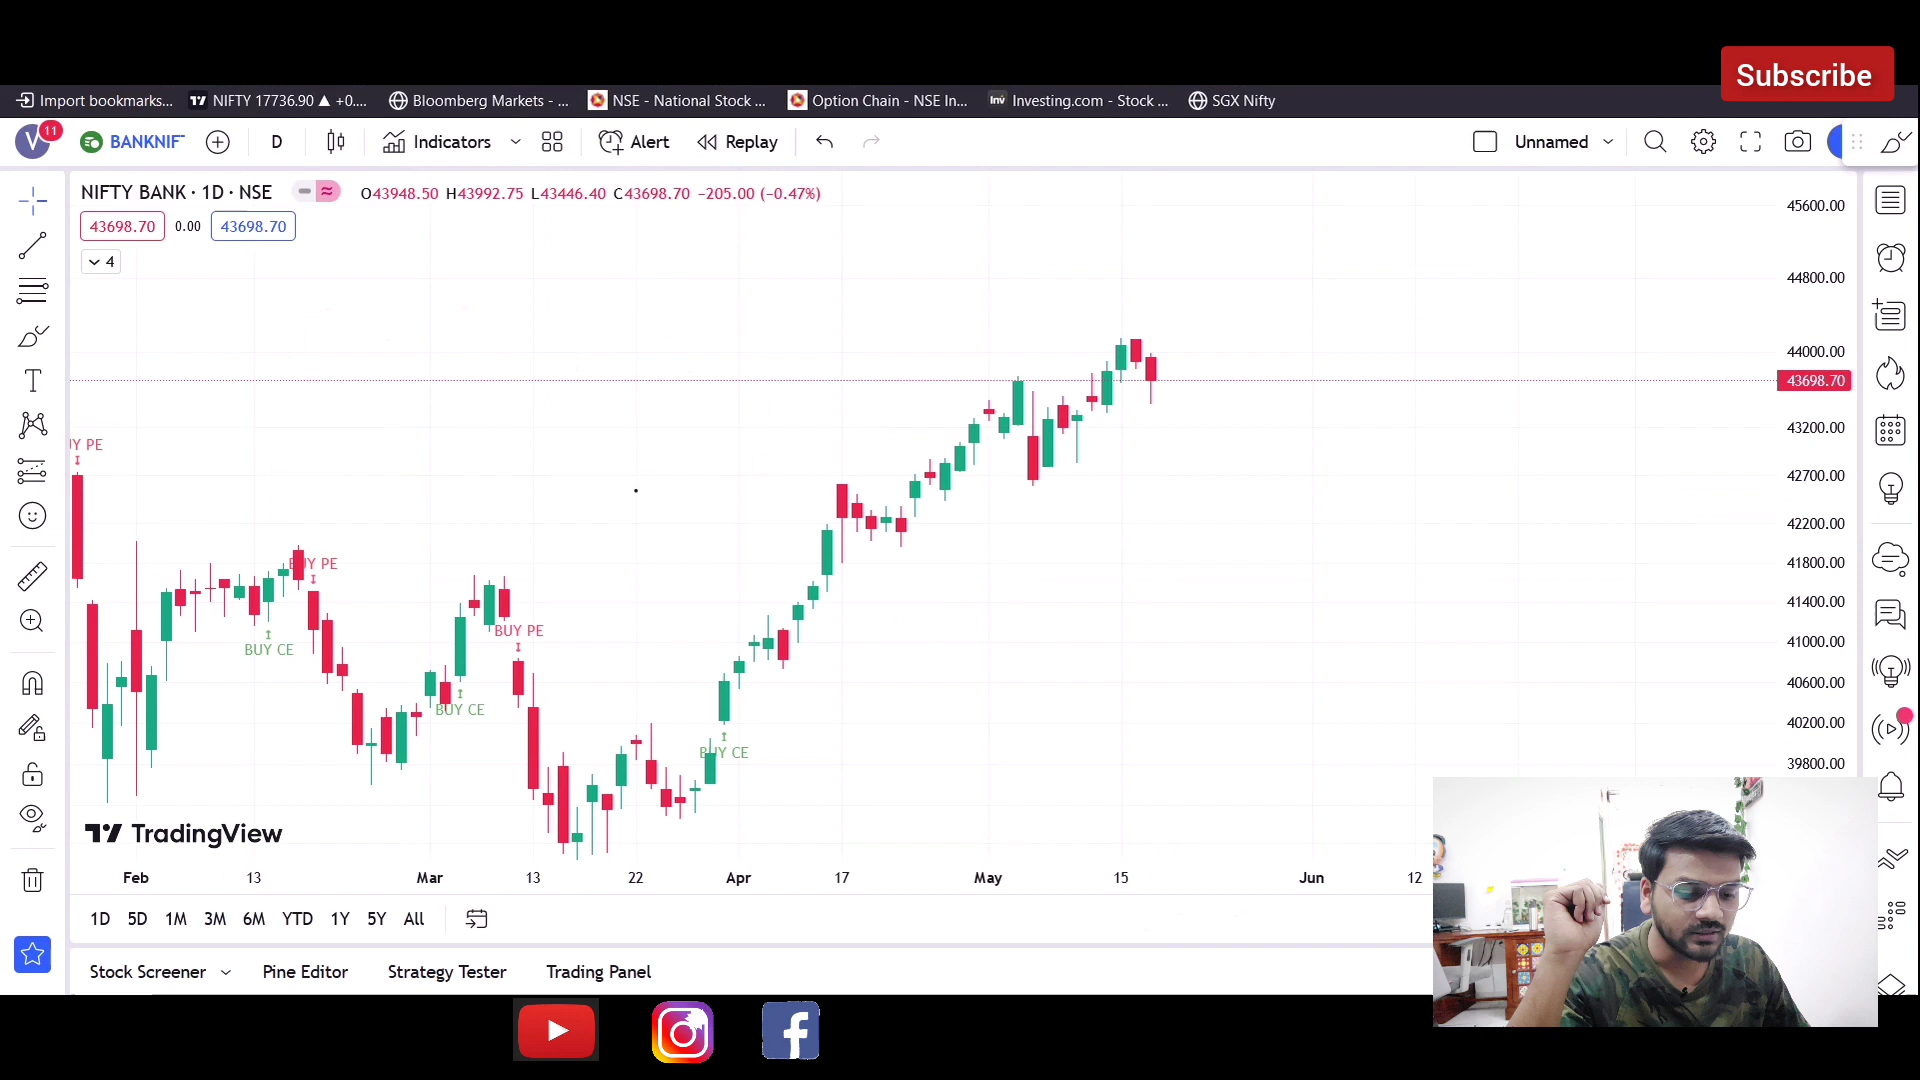 Subscribe
Import bookmarks...
NIFTY 17736.90 ▲ +0....
Bloomberg Markets - ...
NSE - National Stock ...
Option Chain - NSE In...
Inv Investing.com - Stock ...
SGX Nifty
V 11
BANKNIF
D
Indicators
Alert
Replay
Unnamed
NIFTY BANK · 1D · NSE
O43948.50 H43992.75 L43446.40 C43698.70 −205.00 (−0.47%)
43698.70 0.00 43698.70
4
45600.00
44800.00
44000.00
43698.70
43200.00
42700.00
42200.00
41800.00
41400.00
41000.00
40600.00
40200.00
39800.00
UY PE
BUY PE
BUY CE
BUY PE
BUY CE
BUY CE
TradingView
Feb 13 Mar 13 22 Apr 17 May 15 Jun 12
1D 5D 1M 3M 6M YTD 1Y 5Y All
Stock Screener
Pine Editor
Strategy Tester
Trading Panel